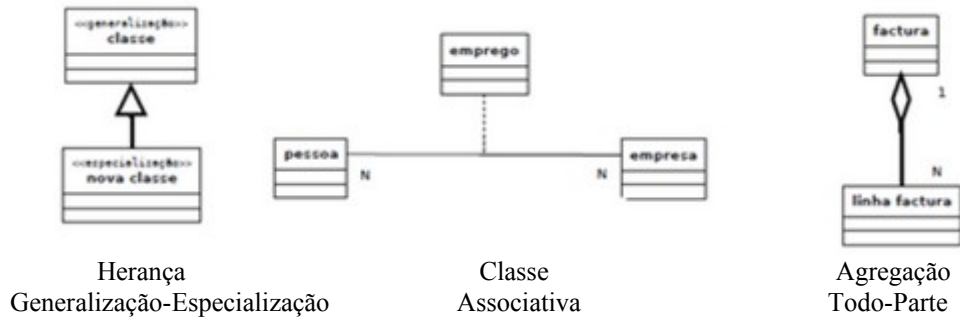 <<generalização>>
classe
<<especialização>>
nova classe
emprego
pessoa
N
N
empresa
factura
1
N
linha factura
Herança
Generalização-Especialização
Classe
Associativa
Agregação
Todo-Parte